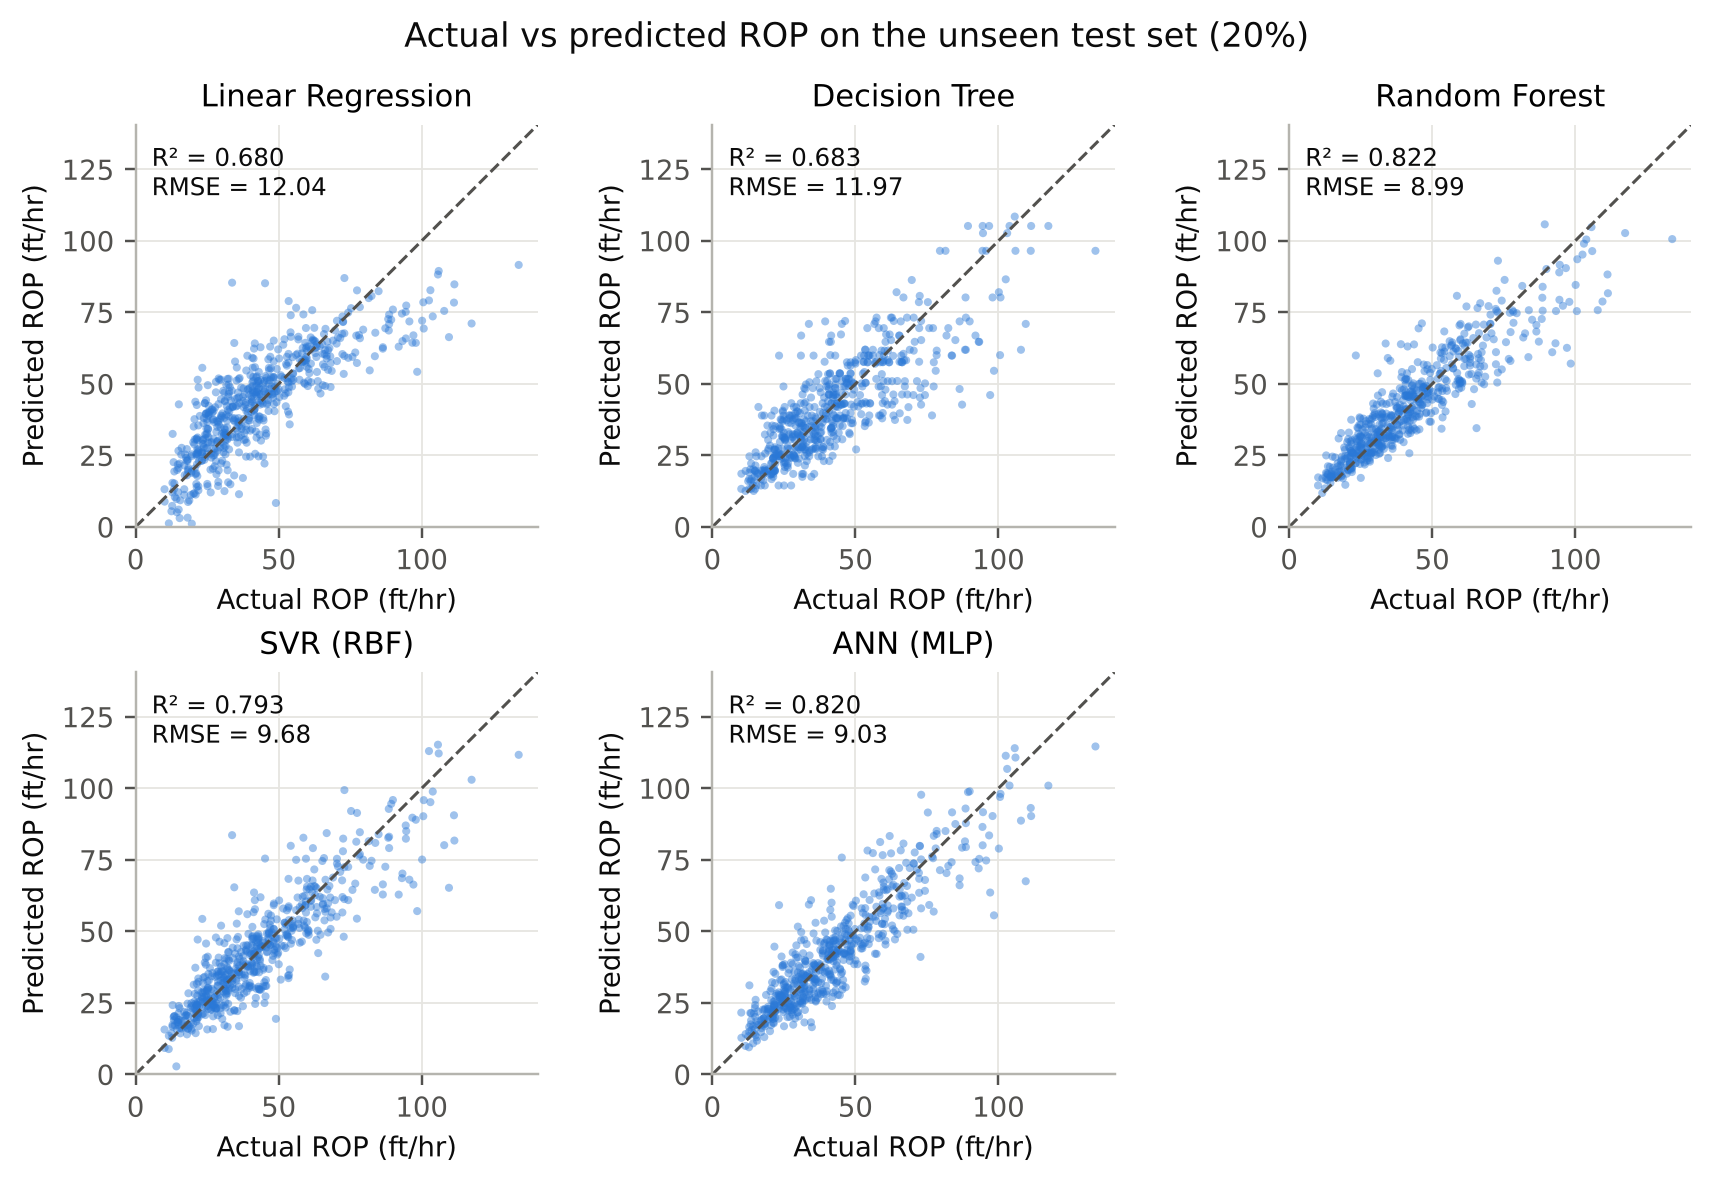 Actual vs predicted ROP on the unseen test set (20%)
Linear Regression
R² = 0.680
RMSE = 12.04
Predicted ROP (ft/hr)
125
100
75
50
25
0
0 50 100
Actual ROP (ft/hr)
Decision Tree
R² = 0.683
RMSE = 11.97
Predicted ROP (ft/hr)
125
100
75
50
25
0
0 50 100
Actual ROP (ft/hr)
Random Forest
R² = 0.822
RMSE = 8.99
Predicted ROP (ft/hr)
125
100
75
50
25
0
0 50 100
Actual ROP (ft/hr)
SVR (RBF)
R² = 0.793
RMSE = 9.68
Predicted ROP (ft/hr)
125
100
75
50
25
0
0 50 100
Actual ROP (ft/hr)
ANN (MLP)
R² = 0.820
RMSE = 9.03
Predicted ROP (ft/hr)
125
100
75
50
25
0
0 50 100
Actual ROP (ft/hr)